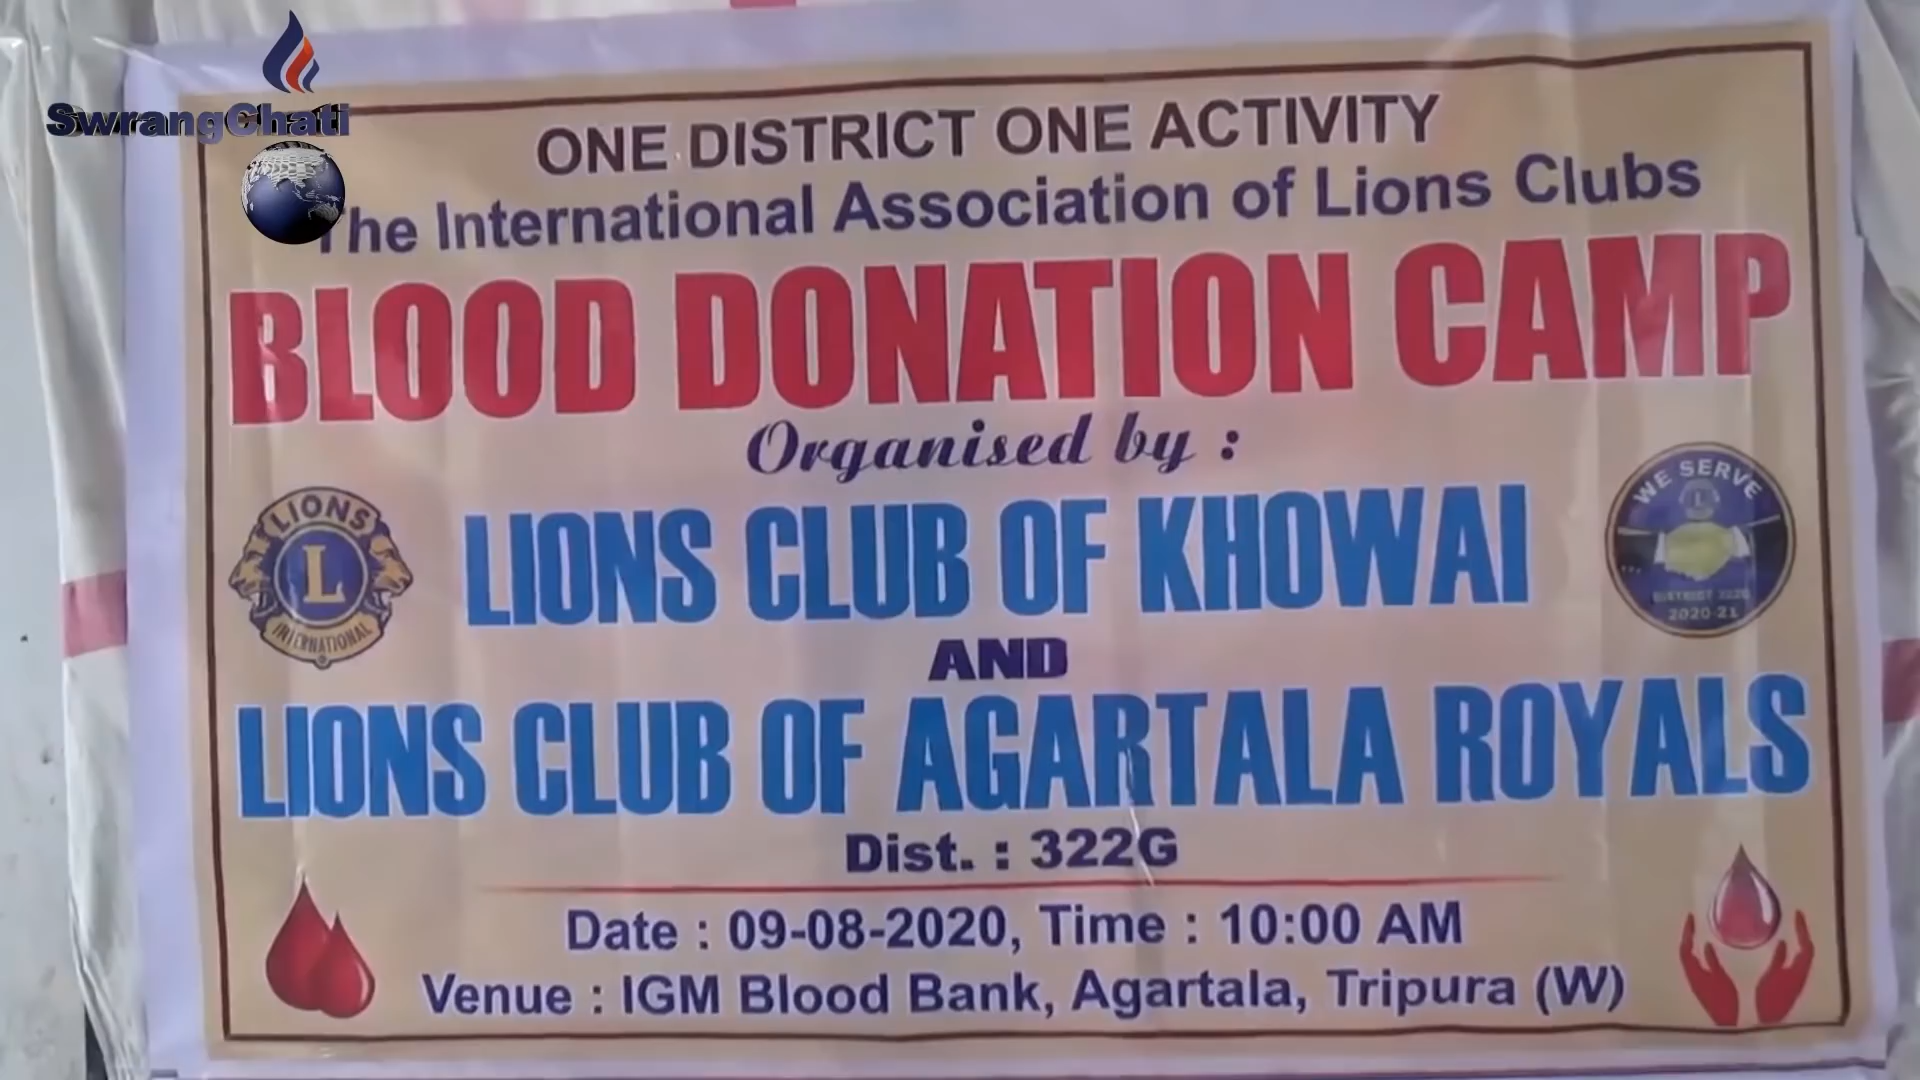 SwrangChati
ONE DISTRICT ONE ACTIVITY
The International Association of Lions Clubs
BLOOD DONATION CAMP
Organised by :
LIONS
L
INTERNATIONAL
LIONS CLUB OF KHOWAI
WE SERVE
L
DISTRICT 322G
2020-21
AND
LIONS CLUB OF AGARTALA ROYALS
Dist. : 322G
Date : 09-08-2020, Time : 10:00 AM
Venue : IGM Blood Bank, Agartala, Tripura (W)